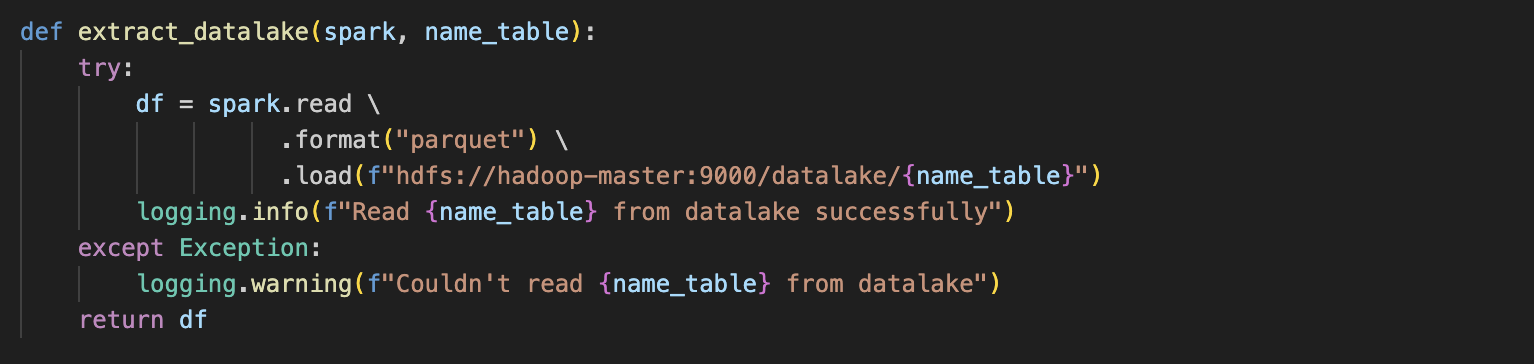 def extract_datalake(spark, name_table):
    try:
        df = spark.read \
                  .format("parquet") \
                  .load(f"hdfs://hadoop-master:9000/datalake/{name_table}")
        logging.info(f"Read {name_table} from datalake successfully")
    except Exception:
        logging.warning(f"Couldn't read {name_table} from datalake")
    return df